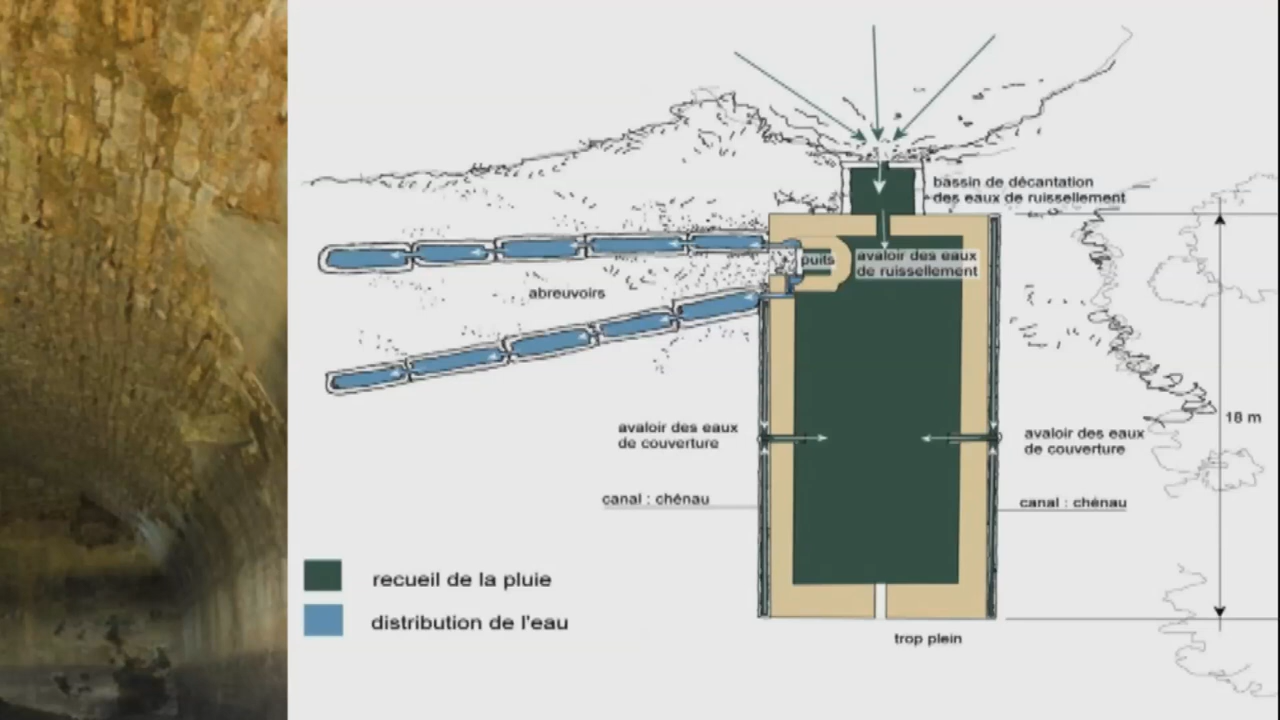 bassin de décantation
des eaux de ruissellement
puits
avaloir des eaux
de ruissellement
abreuvoirs
18 m
avaloir des eaux
de couverture
avaloir des eaux
de couverture
canal : chénau
canal : chénau
recueil de la pluie
distribution de l'eau
trop plein